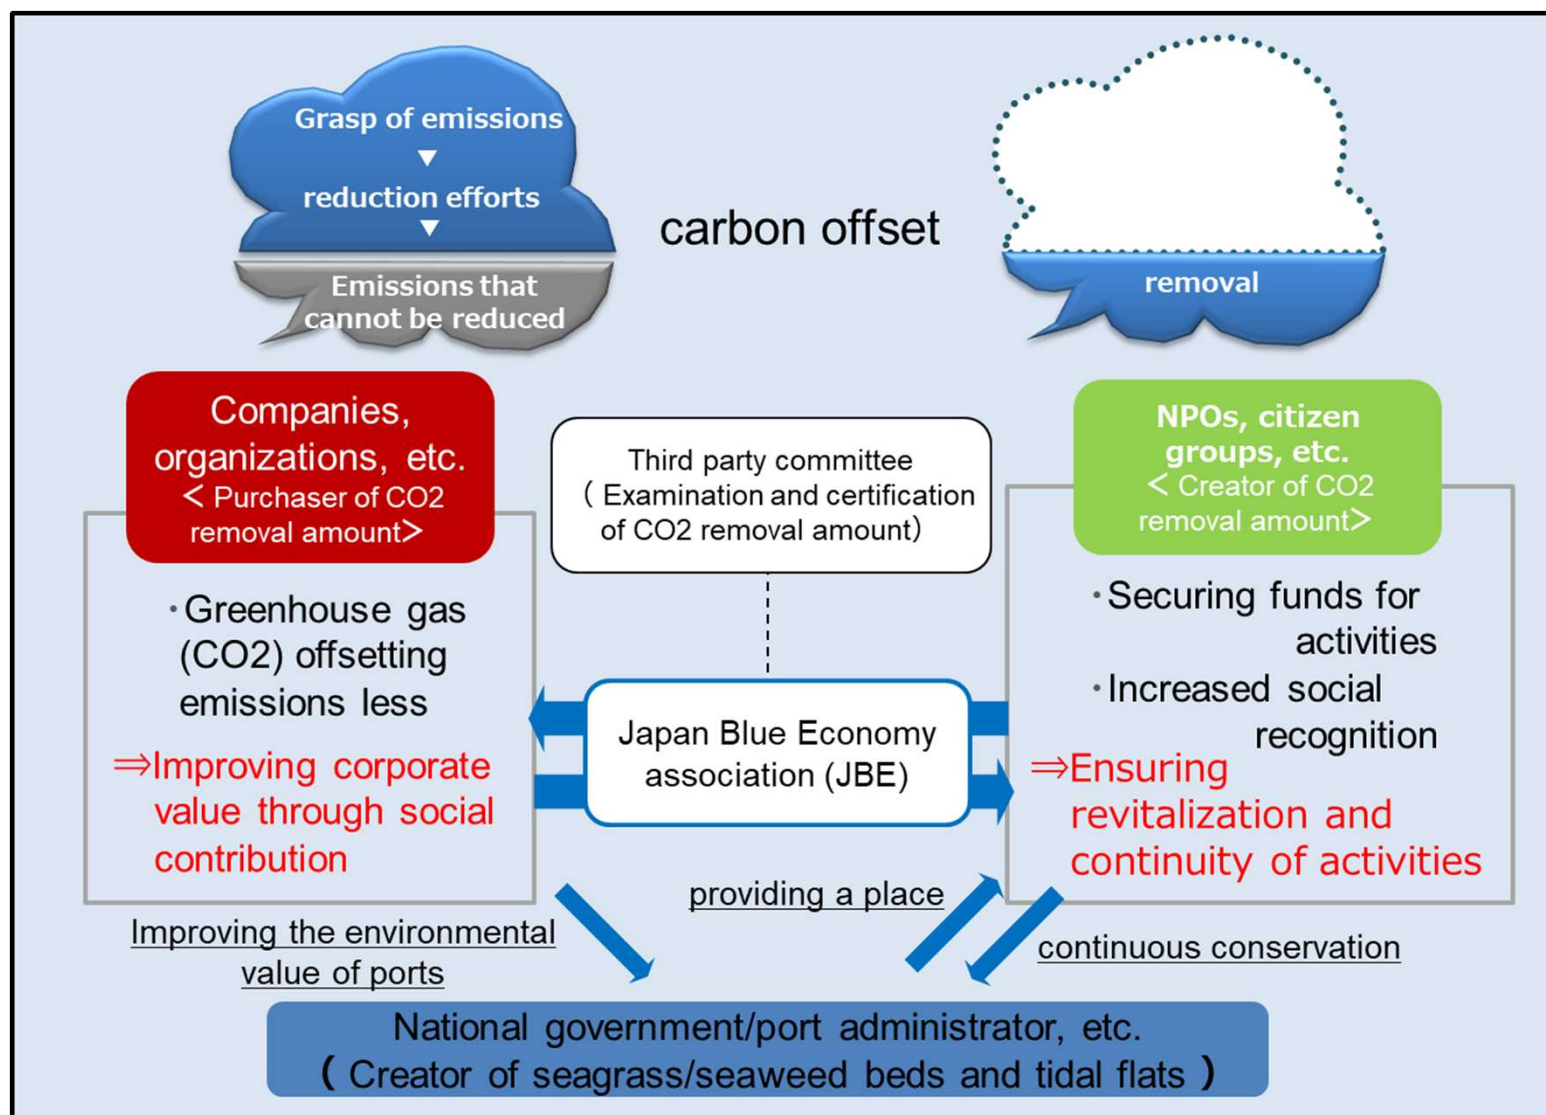 Grasp of emissions
▼
reduction efforts
▼
Emissions that
cannot be reduced
carbon offset
removal
Companies,
organizations, etc.
＜ Purchaser of CO2
removal amount＞
・Greenhouse gas
(CO2) offsetting
emissions less
⇒Improving corporate
value through social
contribution
Third party committee
（ Examination and certification
of CO2 removal amount）
Japan Blue Economy
association (JBE)
NPOs, citizen
groups, etc.
＜ Creator of CO2
removal amount＞
・Securing funds for
activities
・Increased social
recognition
⇒Ensuring
revitalization and
continuity of activities
Improving the environmental
value of ports
providing a place
continuous conservation
National government/port administrator, etc.
（ Creator of seagrass/seaweed beds and tidal flats ）